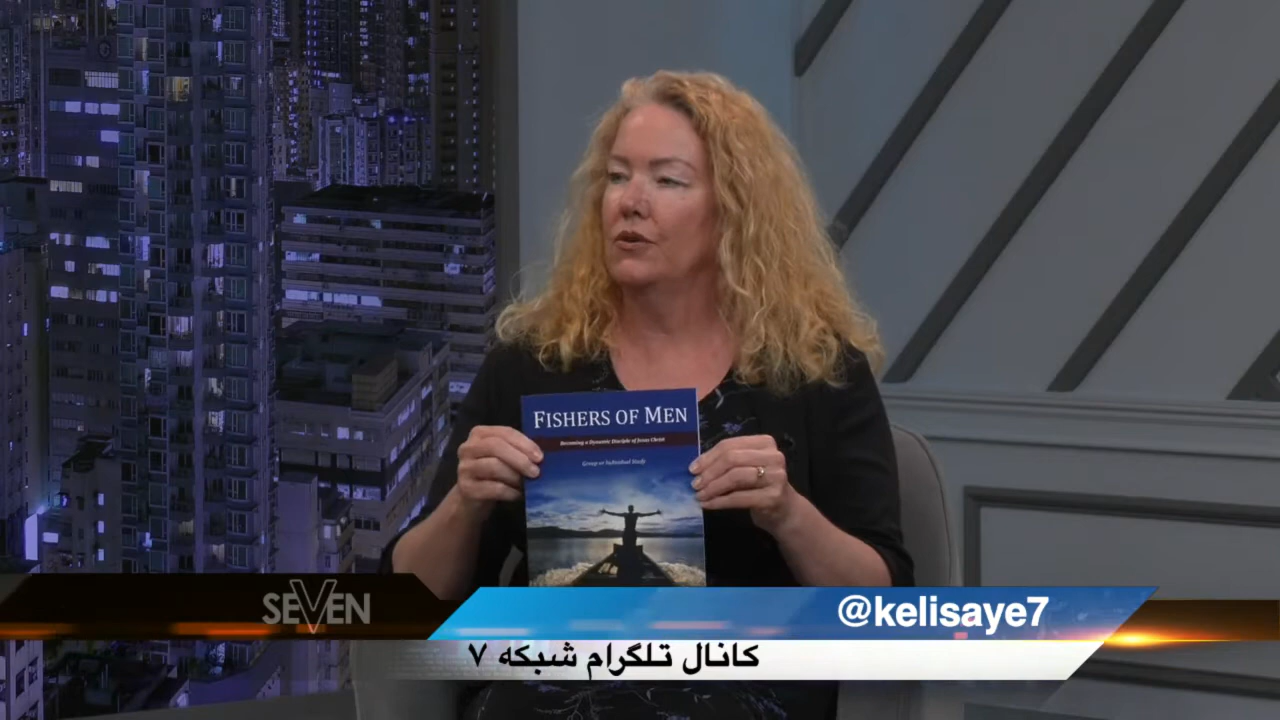 FISHERS OF MEN
Becoming a Dynamic Disciple of Jesus Christ
Group or Individual Study
SEVEN
@kelisaye7
کانال تلگرام شبکه ۷